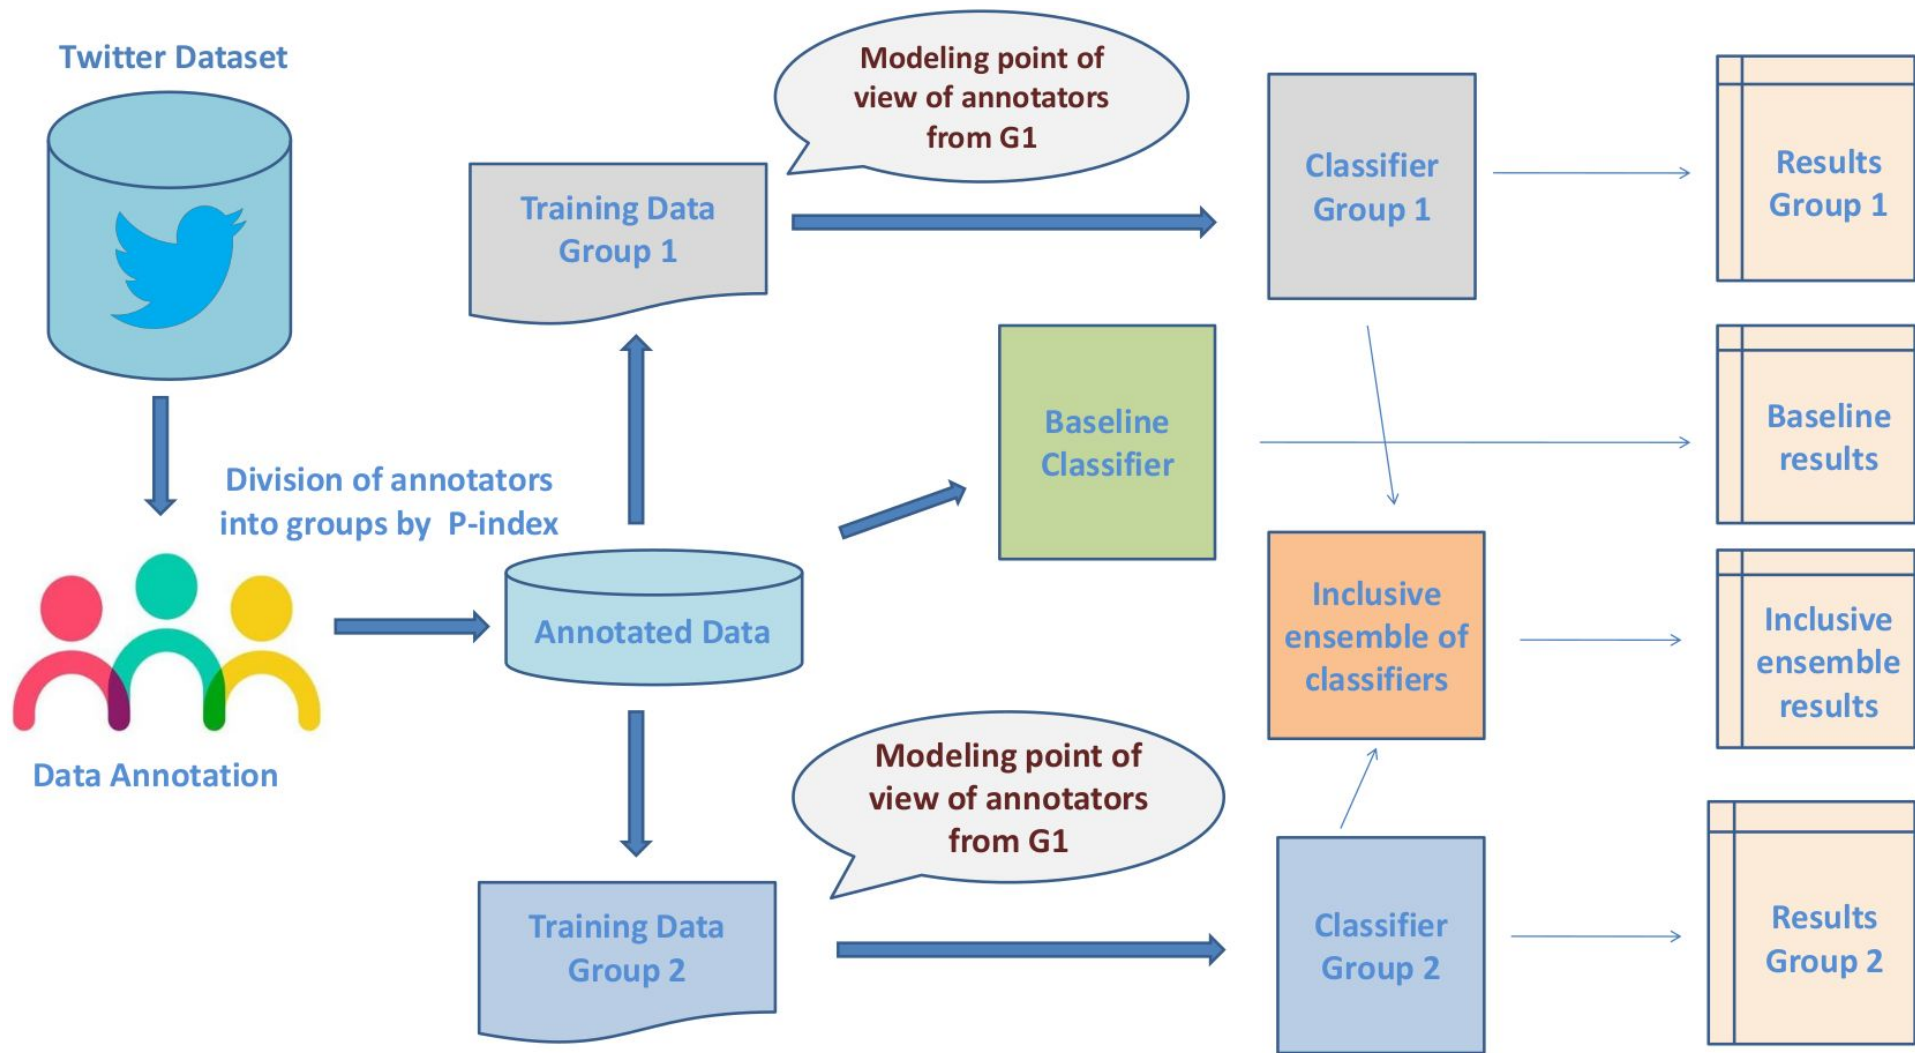 Twitter Dataset
Modeling point of
view of annotators
from G1
Training Data
Group 1
Classifier
Group 1
Results
Group 1
Baseline
Classifier
Baseline
results
Division of annotators
into groups by  P-index
Annotated Data
Inclusive
ensemble of
classifiers
Inclusive
ensemble
results
Data Annotation
Modeling point of
view of annotators
from G1
Training Data
Group 2
Classifier
Group 2
Results
Group 2